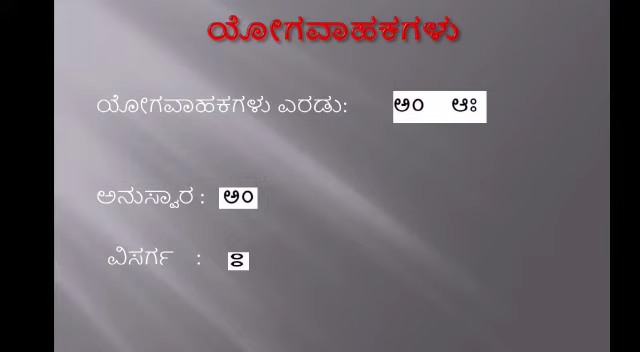 ಯೋಗವಾಹಕಗಳು
ಯೋಗವಾಹಕಗಳು ಎರಡು: ಅಂ ಆಃ
ಅನುಸ್ವಾರ : ಅಂ
ವಿಸರ್ಗ : ಃ